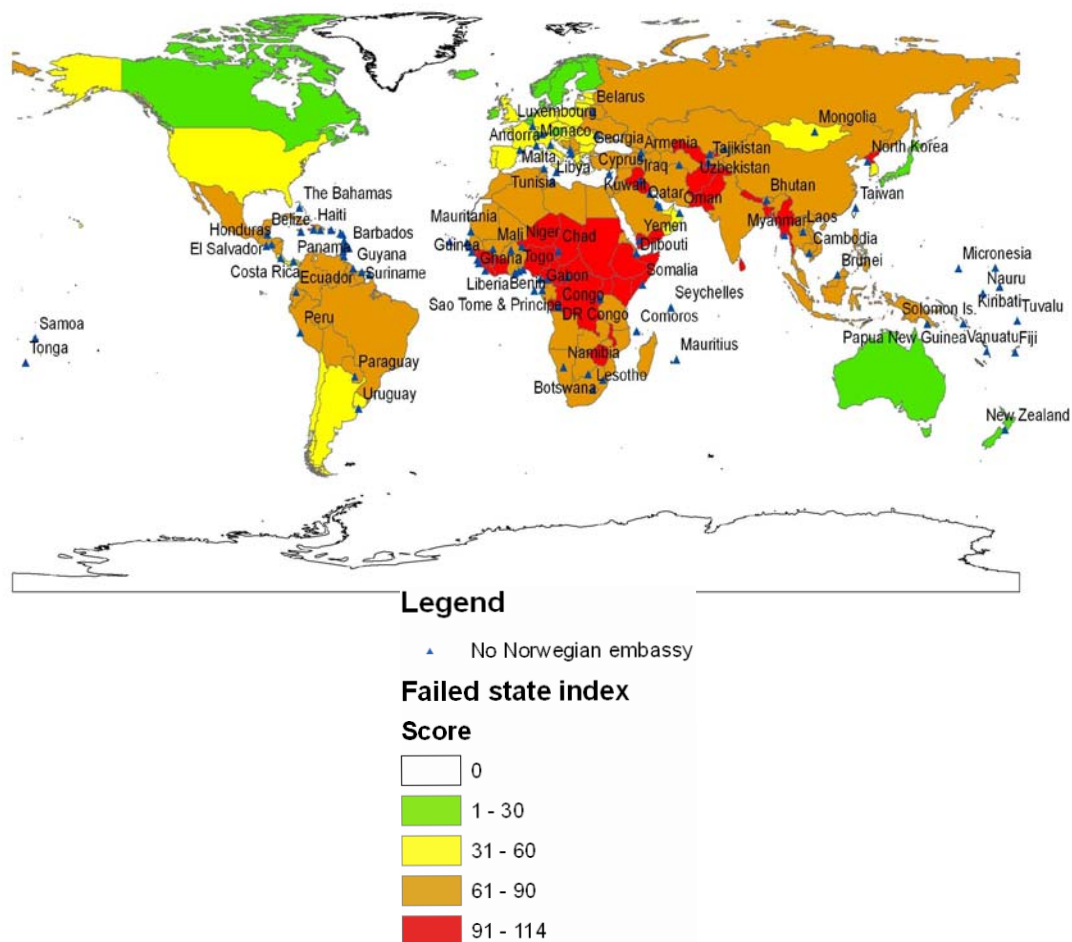 Belarus
Luxembourg
Mongolia
Andorra
Monaco
Georgia
Armenia
Tajikistan
North Korea
Malta
Cyprus
Iraq
Uzbekistan
Libya
Tunisia
Kuwait
Qatar
Oman
Bhutan
Taiwan
The Bahamas
Belize
Haiti
Mauritania
Mali
Niger
Chad
Yemen
Myanmar
Laos
Honduras
Barbados
El Salvador
Panama
Guyana
Guinea
Ghana
Togo
Djibouti
Cambodia
Micronesia
Costa Rica
Ecuador
Suriname
Liberia
Benin
Gabon
Somalia
Brunei
Nauru
Sao Tome & Principe
Congo
Seychelles
Kiribati
Samoa
Peru
DR Congo
Comoros
Solomon Is.
Tuvalu
Tonga
Papua New Guinea
Vanuatu
Fiji
Paraguay
Namibia
Mauritius
Uruguay
Botswana
Lesotho
New Zealand
Legend
No Norwegian embassy
Failed state index
Score
0
1 - 30
31 - 60
61 - 90
91 - 114